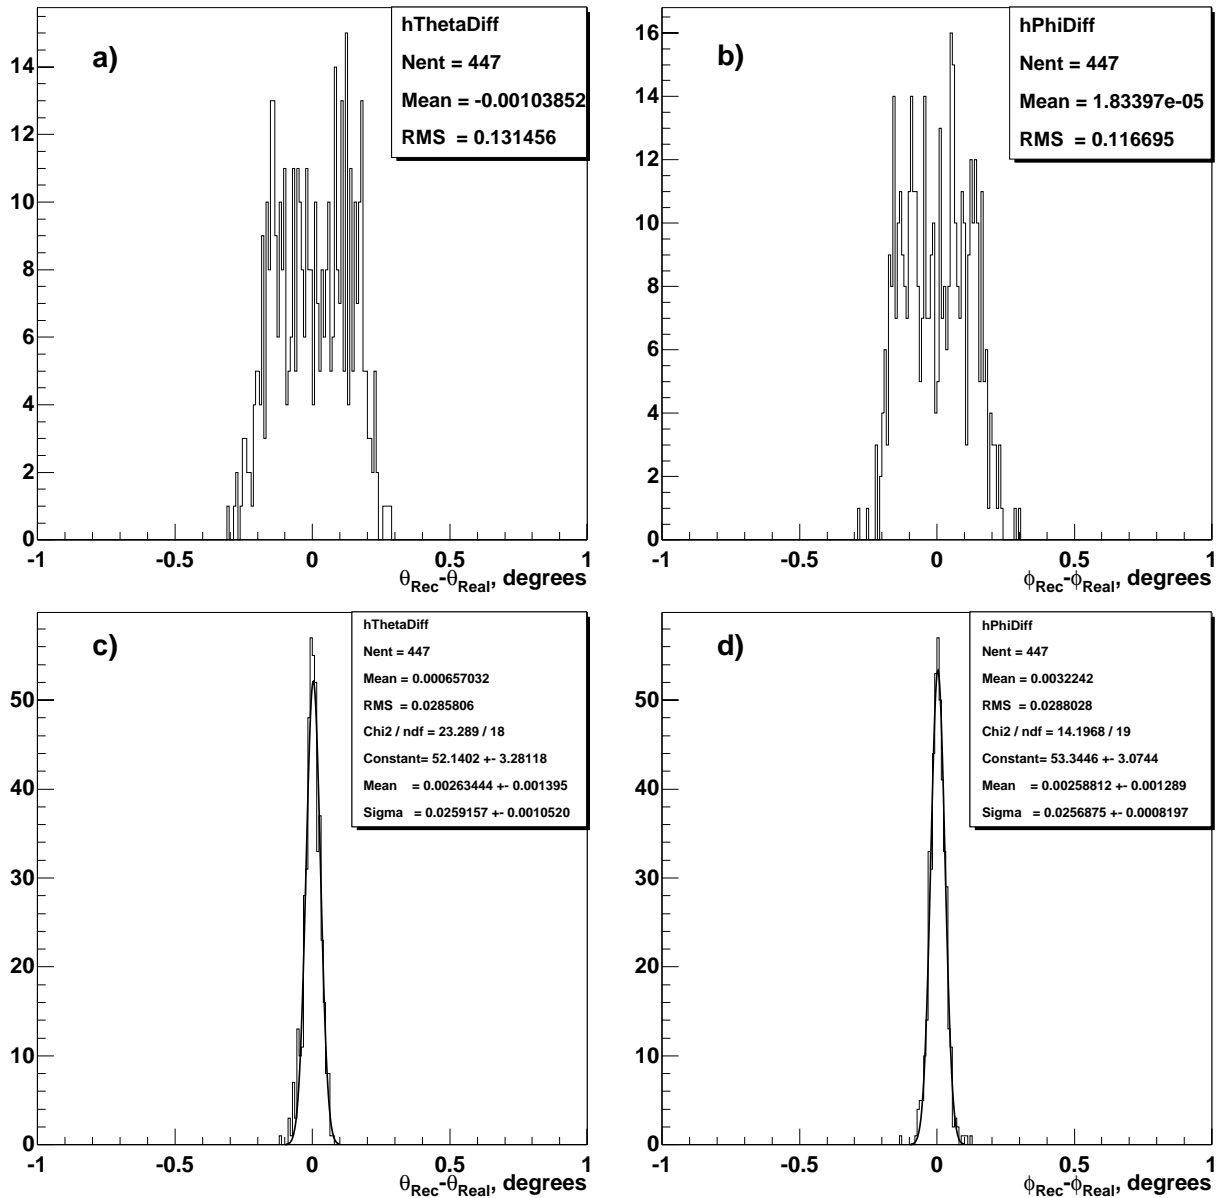 a)
hThetaDiff
Nent = 447
Mean = -0.00103852
RMS = 0.131456
14
12
10
8
6
4
2
0
-1 -0.5 0 0.5 1
θRec-θReal, degrees
b)
hPhiDiff
Nent = 447
Mean = 1.83397e-05
RMS = 0.116695
16
14
12
10
8
6
4
2
0
-1 -0.5 0 0.5 1
ϕRec-ϕReal, degrees
c)
hThetaDiff
Nent = 447
Mean = 0.000657032
RMS = 0.0285806
Chi2 / ndf = 23.289 / 18
Constant= 52.1402 +- 3.28118
Mean = 0.00263444 +- 0.001395
Sigma = 0.0259157 +- 0.0010520
50
40
30
20
10
0
-1 -0.5 0 0.5 1
θRec-θReal, degrees
d)
hPhiDiff
Nent = 447
Mean = 0.0032242
RMS = 0.0288028
Chi2 / ndf = 14.1968 / 19
Constant= 53.3446 +- 3.0744
Mean = 0.00258812 +- 0.001289
Sigma = 0.0256875 +- 0.0008197
50
40
30
20
10
0
-1 -0.5 0 0.5 1
ϕRec-ϕReal, degrees